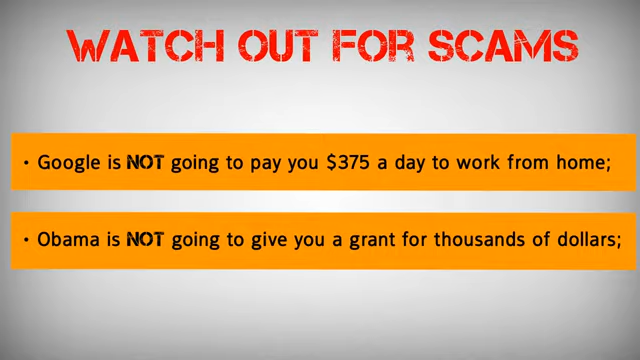 WATCH OUT FOR SCAMS
• Google is NOT going to pay you $375 a day to work from home;
• Obama is NOT going to give you a grant for thousands of dollars;